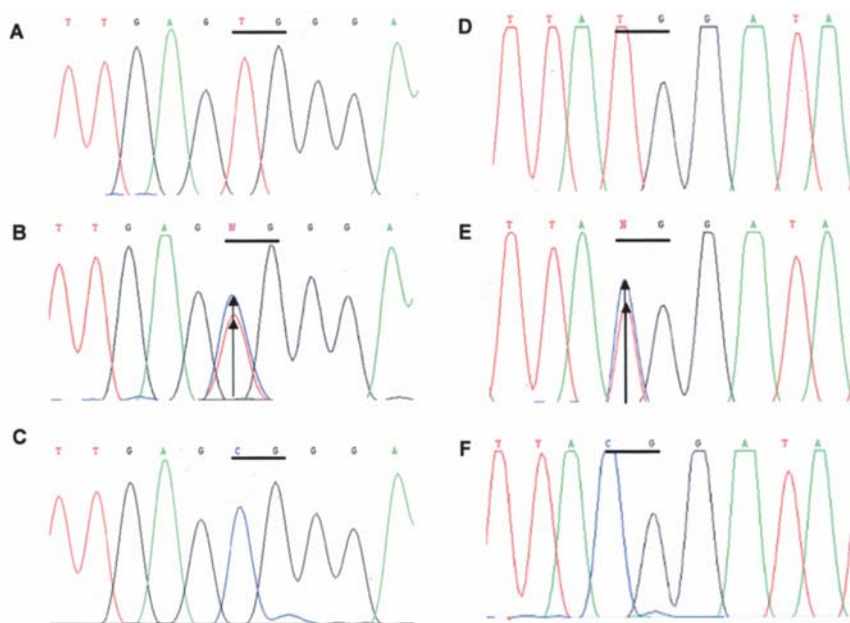 A
T T G A G T G G G A
D
T T A T G G A T A
B
T T G A G N G G G A
E
T T A N G G A T A
C
T T G A G C G G G A
F
T T A C G G A T A